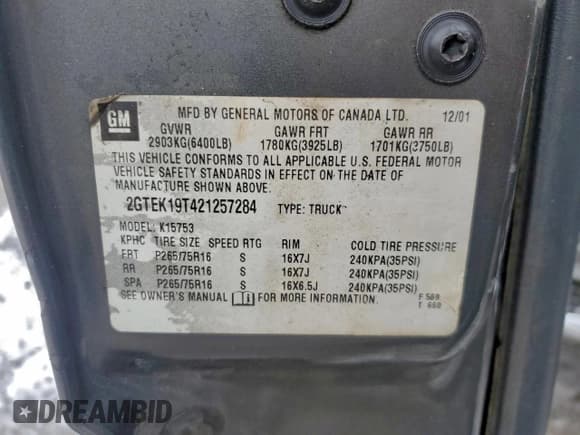 GM
MFD BY GENERAL MOTORS OF CANADA LTD. 12/01
GVWR GAWR FRT GAWR RR
2903KG(6400LB) 1780KG(3925LB) 1701KG(3750LB)
THIS VEHICLE CONFORMS TO ALL APPLICABLE U.S. FEDERAL MOTOR
VEHICLE SAFETY STANDARDS IN EFFECT ON THE DATE OF
MANUFACTURE SHOWN ABOVE.
2GTEK19T421257284 TYPE: TRUCK
MODEL: K15753
KPHC TIRE SIZE SPEED RTG RIM COLD TIRE PRESSURE
FRT P265/75R16 S 16X7J 240KPA(35PSI)
RR P265/75R16 S 16X7J 240KPA(35PSI)
SPA P265/75R16 S 16X6.5J 240KPA(35PSI)
SEE OWNER'S MANUAL FOR MORE INFORMATION. F 569
T 660
DREAMBID